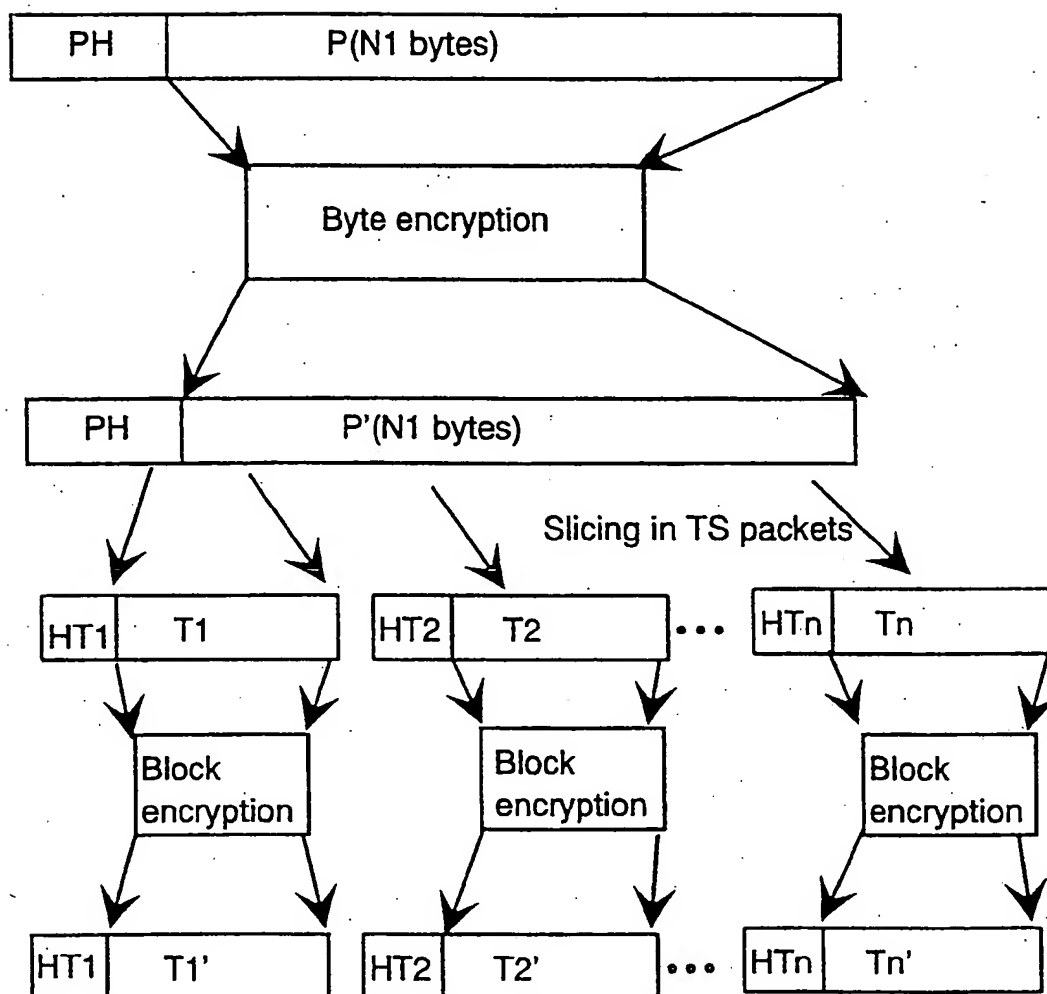 PH P(N1 bytes)
Byte encryption
PH P'(N1 bytes)
Slicing in TS packets
HT1 T1 HT2 T2 HTn Tn
Block
encryption
Block
encryption
Block
encryption
HT1 T1' HT2 T2' HTn Tn'